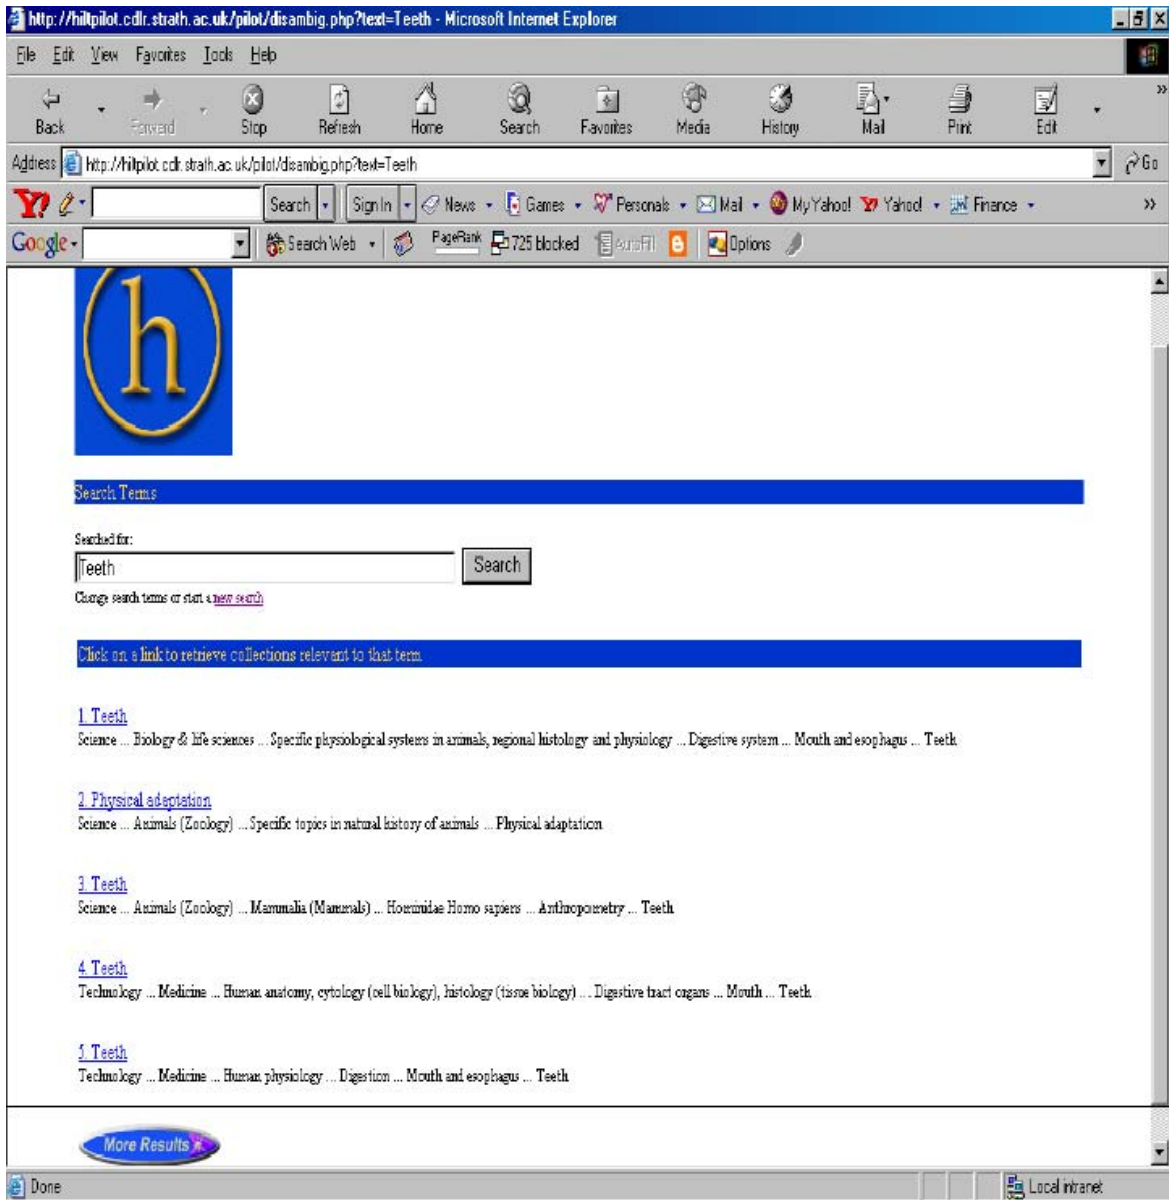 http://hiltpilot.cdlr.strath.ac.uk/pilot/disambig.php?text=Teeth - Microsoft Internet Explorer
File Edit View Favorites Tools Help
Back Forward Stop Refresh Home Search Favorites Media History Mail Print Edit
Address http://hiltpilot.cdlr.strath.ac.uk/pilot/disambig.php?text=Teeth Go
Y! Search Sign In News Games Personals Mail My Yahoo! Yahoo! Finance
Google Search Web PageRank 725 blocked AutoFill Options
h
Search Terms
Searched for:
Teeth Search
Change search terms or start a new search
Click on a link to retrieve collections relevant to that term
1. Teeth
Science ... Biology & life sciences ... Specific physiological systems in animals, regional histology and physiology ... Digestive system ... Mouth and esophagus ... Teeth
2. Physical adaptation
Science ... Animals (Zoology) ... Specific topics in natural history of animals ... Physical adaptation
3. Teeth
Science ... Animals (Zoology) ... Mammalia (Mammals) ... Hominidae Homo sapiens ... Anthropometry ... Teeth
4. Teeth
Technology ... Medicine ... Human anatomy, cytology (cell biology), histology (tissue biology) ... Digestive tract organs ... Mouth ... Teeth
5. Teeth
Technology ... Medicine ... Human physiology ... Digestion ... Mouth and esophagus ... Teeth
More Results
Done Local intranet